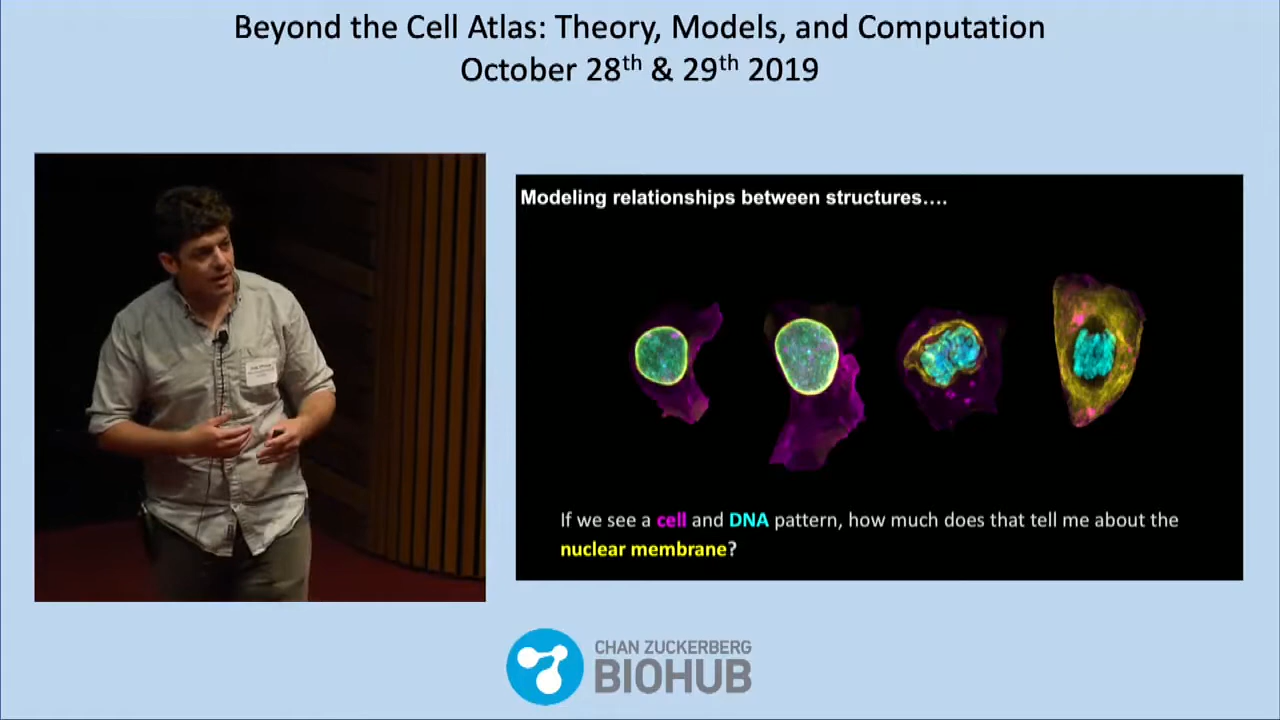 Beyond the Cell Atlas: Theory, Models, and Computation
October 28th & 29th 2019
Modeling relationships between structures....
If we see a cell and DNA pattern, how much does that tell me about the
nuclear membrane?
CHAN ZUCKERBERG
BIOHUB